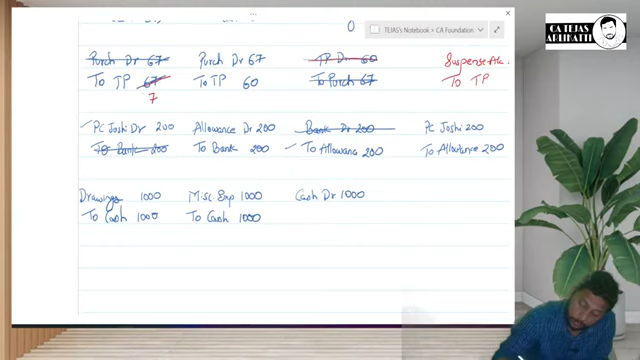 0
TEJAS's Notebook > CA Foundation
CA TEJAS
ARLIKATTI
Purch Dr 67 Purch Dr 67 TP Dr 60 Suspense A/c
To TP 67 To TP 60 To Purch 67 To TP
7
Pc Joshi Dr 200 Allowance Dr 200 Bank Dr 200 Pc Joshi 200
To Bank 200 To Bank 200 To Allowance 200 To Allowance 200
Drawings 1000 Misc. Exp 1000 Cash Dr 1000
To Cash 1000 To Cash 1000